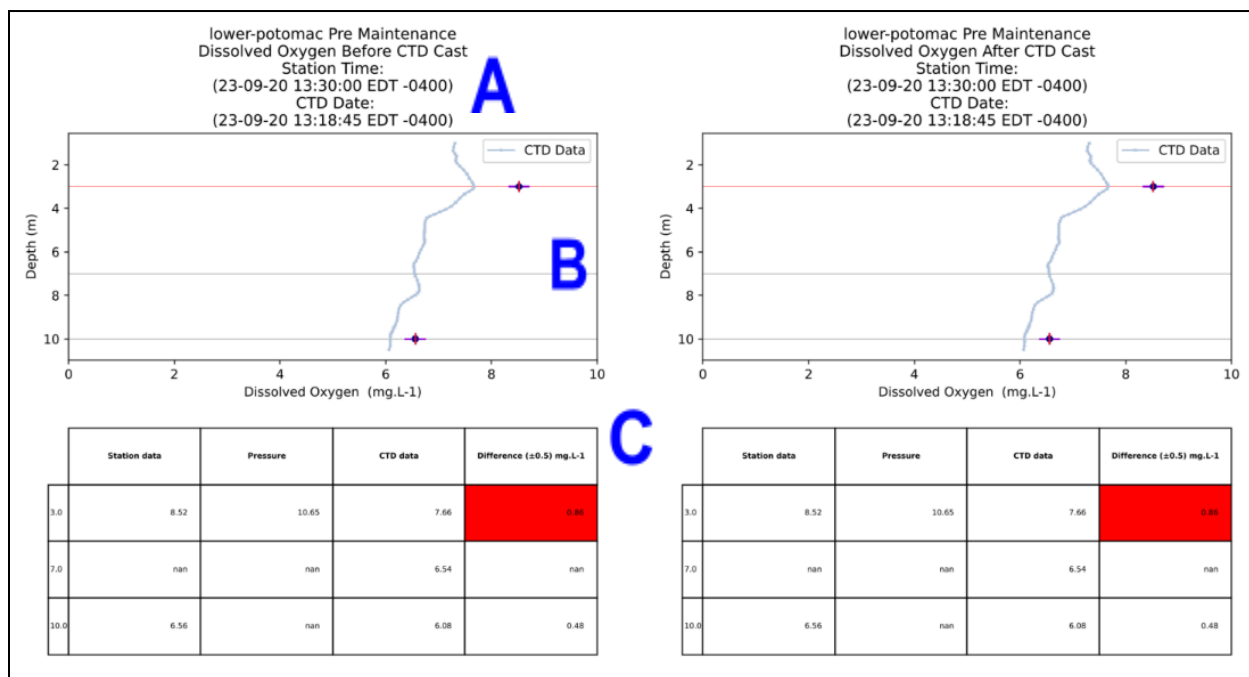 lower-potomac Pre Maintenance
Dissolved Oxygen Before CTD Cast
Station Time:
(23-09-20 13:30:00 EDT -0400)
CTD Date:
(23-09-20 13:18:45 EDT -0400)
A
CTD Data
2
4
6
8
10
Depth (m)
B
0 2 4 6 8 10
Dissolved Oxygen (mg.L-1)
lower-potomac Pre Maintenance
Dissolved Oxygen After CTD Cast
Station Time:
(23-09-20 13:30:00 EDT -0400)
CTD Date:
(23-09-20 13:18:45 EDT -0400)
CTD Data
2
4
6
8
10
Depth (m)
0 2 4 6 8 10
Dissolved Oxygen (mg.L-1)
C
Station data Pressure CTD data Difference (±0.5) mg.L-1
3.0 8.52 10.65 7.66 0.86
7.0 nan nan 6.54 nan
10.0 6.56 nan 6.08 0.48
Station data Pressure CTD data Difference (±0.5) mg.L-1
3.0 8.52 10.65 7.66 0.86
7.0 nan nan 6.54 nan
10.0 6.56 nan 6.08 0.48